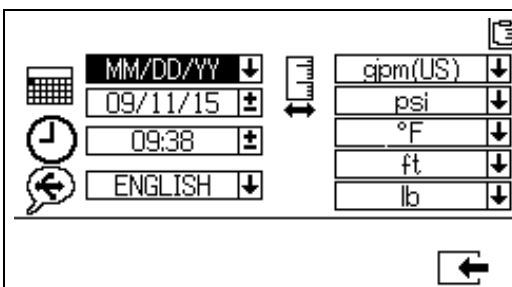 MM/DD/YY
09/11/15
09:38
ENGLISH
gpm(US)
psi
°F
ft
lb